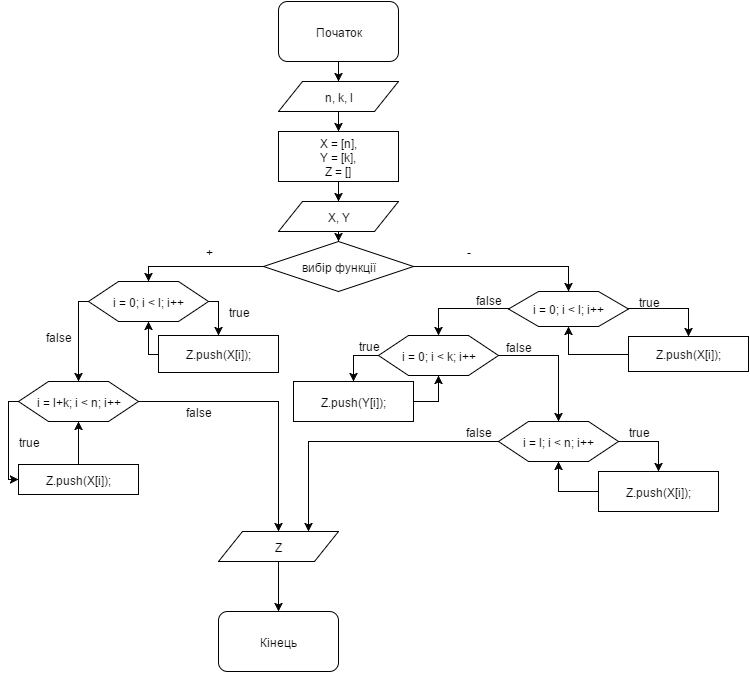 Початок
n, k, l
X = [n],
Y = [k],
Z = []
X, Y
+
-
вибір функції
i = 0; i < l; i++
true
false
Z.push(X[i]);
i = 0; i < l; i++
false
true
Z.push(X[i]);
i = 0; i < k; i++
true
false
Z.push(Y[i]);
i = l+k; i < n; i++
false
true
Z.push(X[i]);
i = l; i < n; i++
false
true
Z.push(X[i]);
Z
Кінець